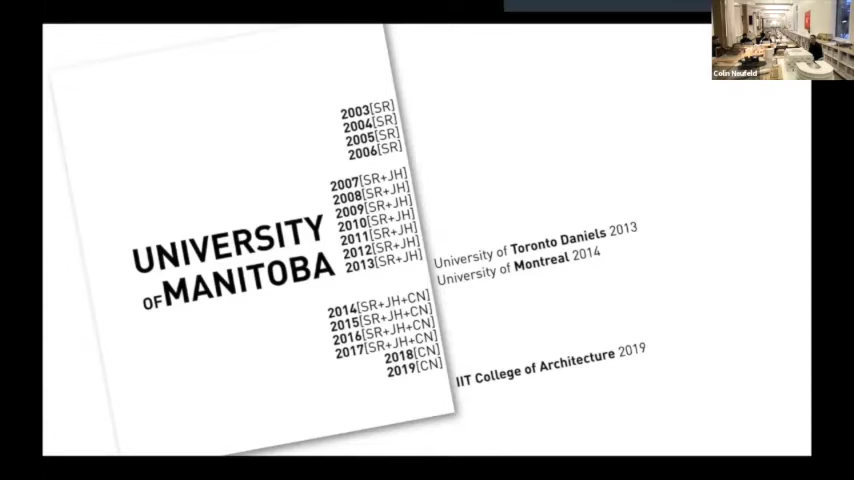 Colin Neufeld
2003[SR]
2004[SR]
2005[SR]
2006[SR]
2007[SR+JH]
2008[SR+JH]
2009[SR+JH]
2010[SR+JH]
2011[SR+JH]
2012[SR+JH]
2013[SR+JH]
UNIVERSITY
OF MANITOBA
2014[SR+JH+CN]
2015[SR+JH+CN]
2016[SR+JH+CN]
2017[SR+JH+CN]
2018[CN]
2019[CN]
University of Toronto Daniels 2013
University of Montreal 2014
IIT College of Architecture 2019